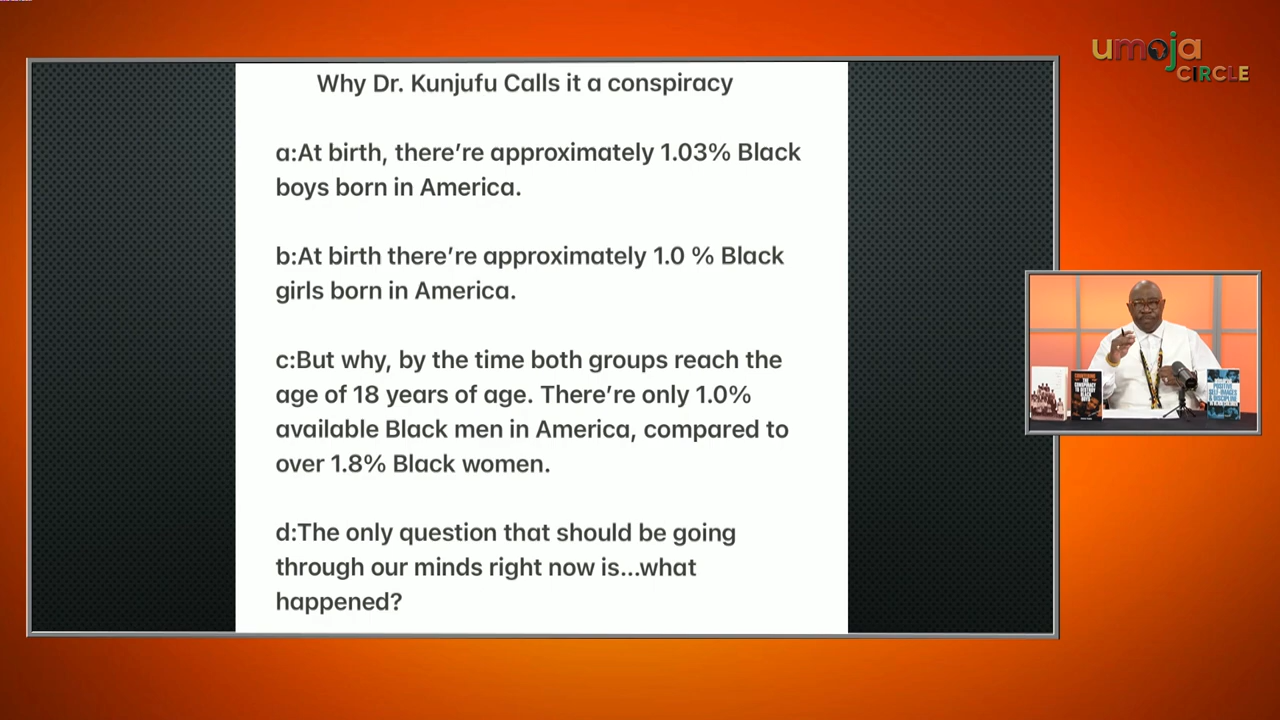 umoja
CIRCLE
Why Dr. Kunjufu Calls it a conspiracy
a:At birth, there're approximately 1.03% Black
boys born in America.
b:At birth there're approximately 1.0 % Black
girls born in America.
c:But why, by the time both groups reach the
age of 18 years of age. There're only 1.0%
available Black men in America, compared to
over 1.8% Black women.
d:The only question that should be going
through our minds right now is...what
happened?